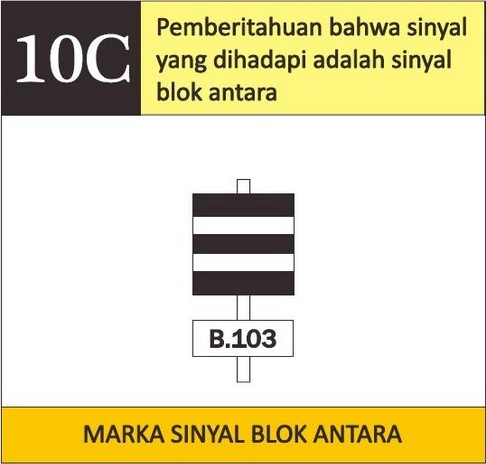 10C
Pemberitahuan bahwa sinyal
yang dihadapi adalah sinyal
blok antara
B.103
MARKA SINYAL BLOK ANTARA